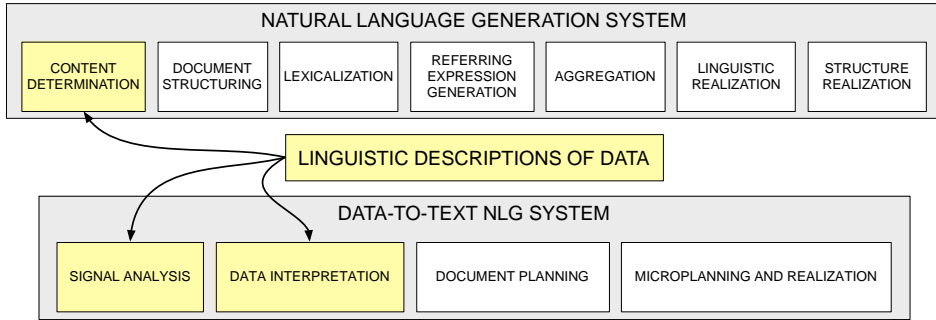 NATURAL LANGUAGE GENERATION SYSTEM
CONTENT
DETERMINATION
DOCUMENT
STRUCTURING
LEXICALIZATION
REFERRING
EXPRESSION
GENERATION
AGGREGATION
LINGUISTIC
REALIZATION
STRUCTURE
REALIZATION
LINGUISTIC DESCRIPTIONS OF DATA
DATA-TO-TEXT NLG SYSTEM
SIGNAL ANALYSIS
DATA INTERPRETATION
DOCUMENT PLANNING
MICROPLANNING AND REALIZATION